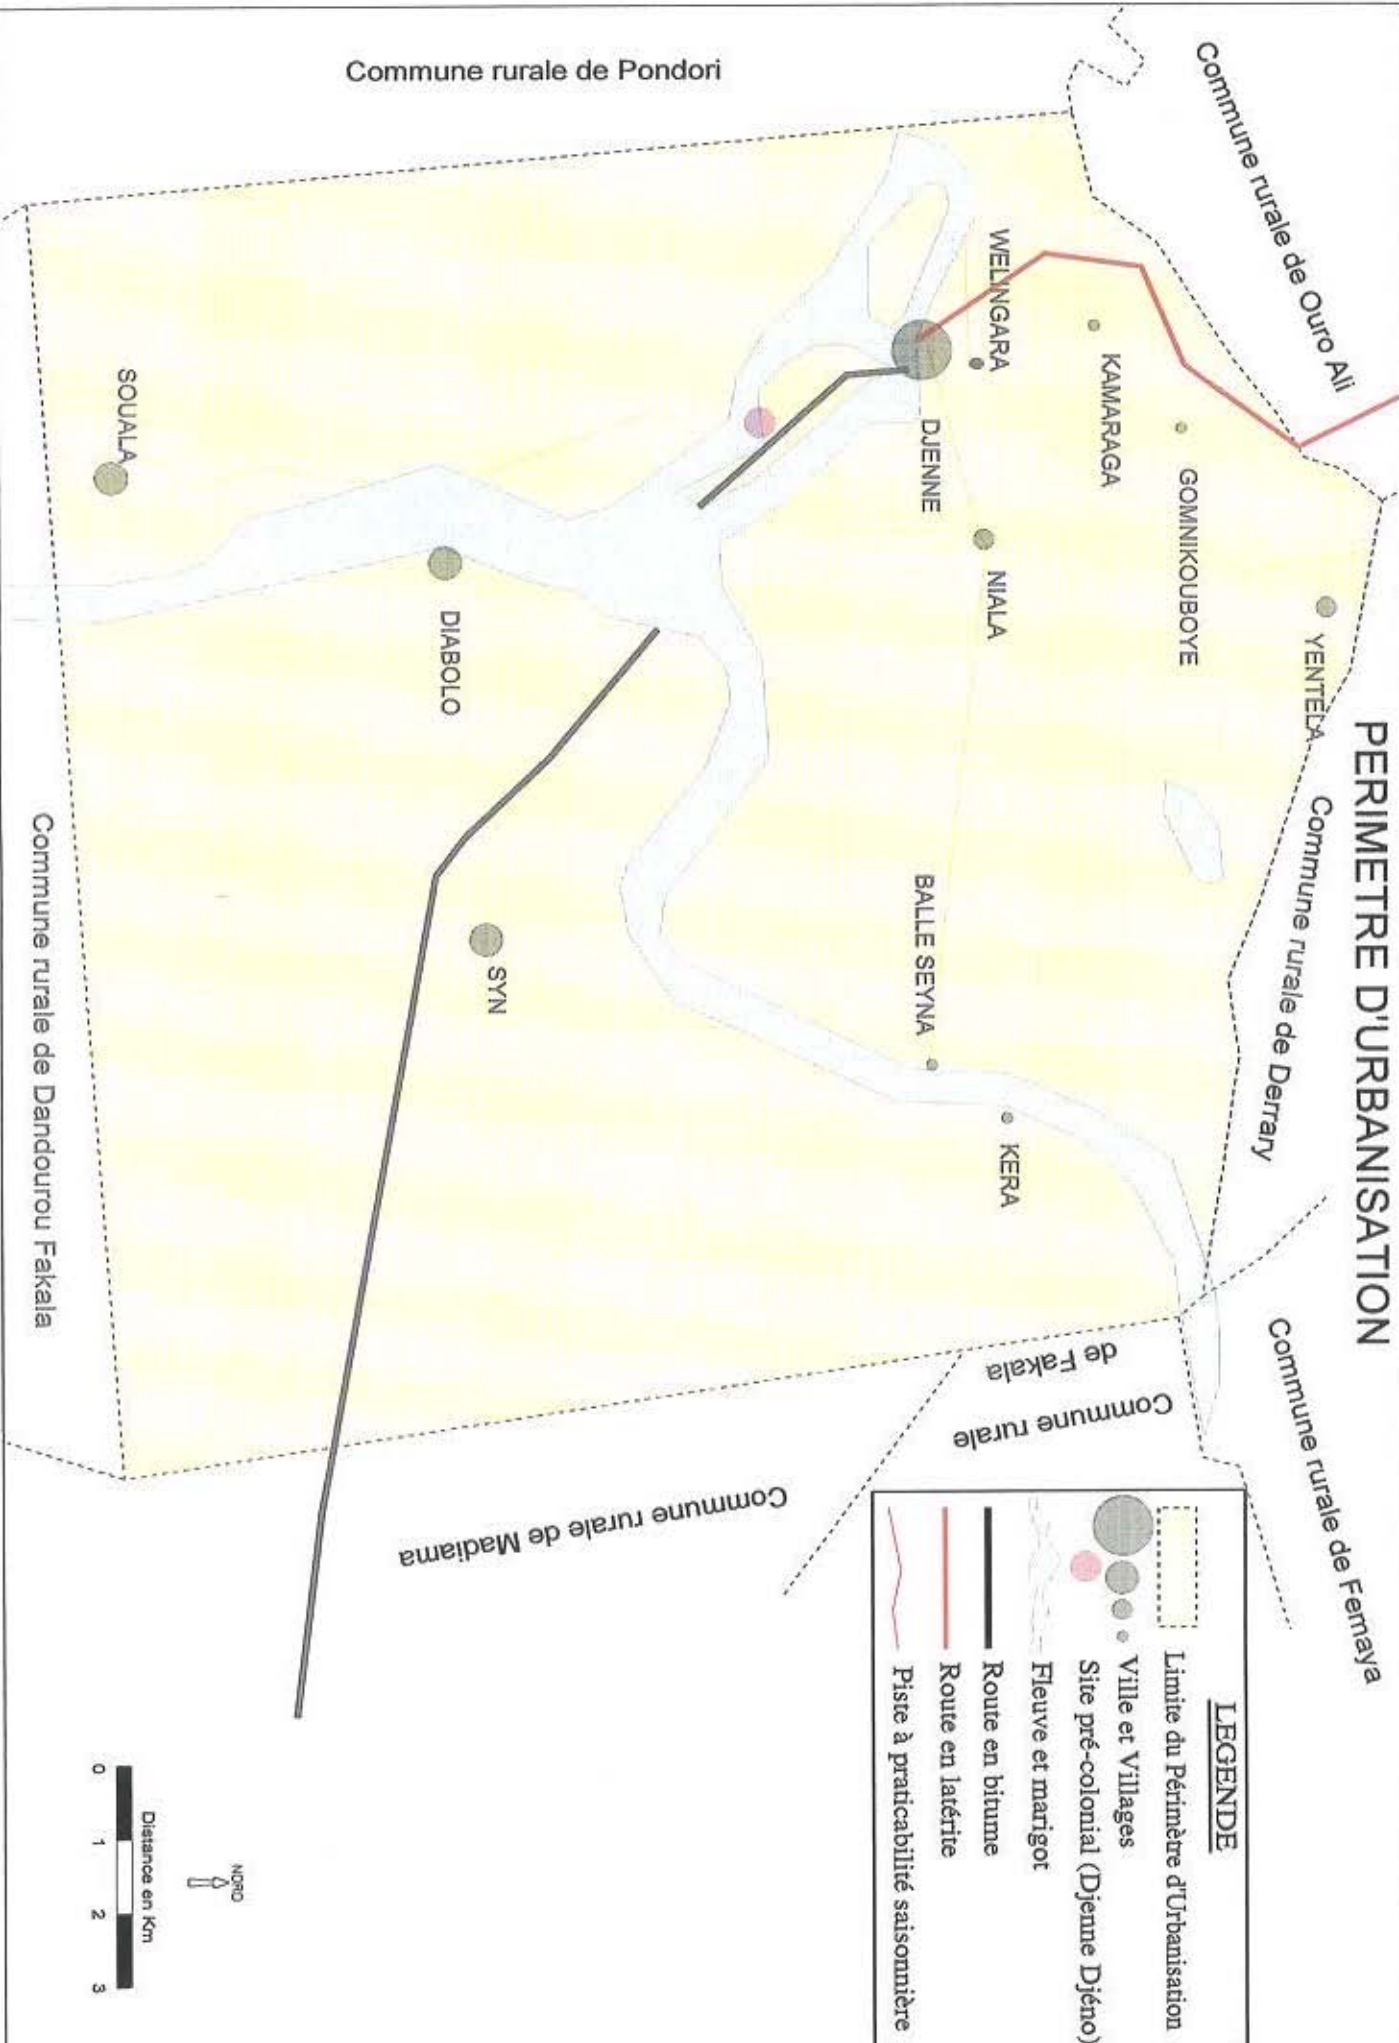 PERIMETRE D'URBANISATION
Commune rurale de Ouro Ali
Commune rurale de Pondori
Commune rurale de Derrary
Commune rurale de Femaya
Commune rurale
de Fakala
Commune rurale de Madiama
Commune rurale de Dandourou Fakala
YENTELA
GOMNIKOUBOYE
KAMARAGA
WELINGARA
NIALA
DJENNE
KERA
BALLE SEYNA
SYN
DIABOLO
SOUALA
LEGENDE
Limite du Périmètre d'Urbanisation
Ville et Villages
Site pré-colonial (Djenne Djéno)
Fleuve et marigot
Route en bitume
Route en latérite
Piste à praticabilité saisonnière
NORD
Distance en Km
0 1 2 3